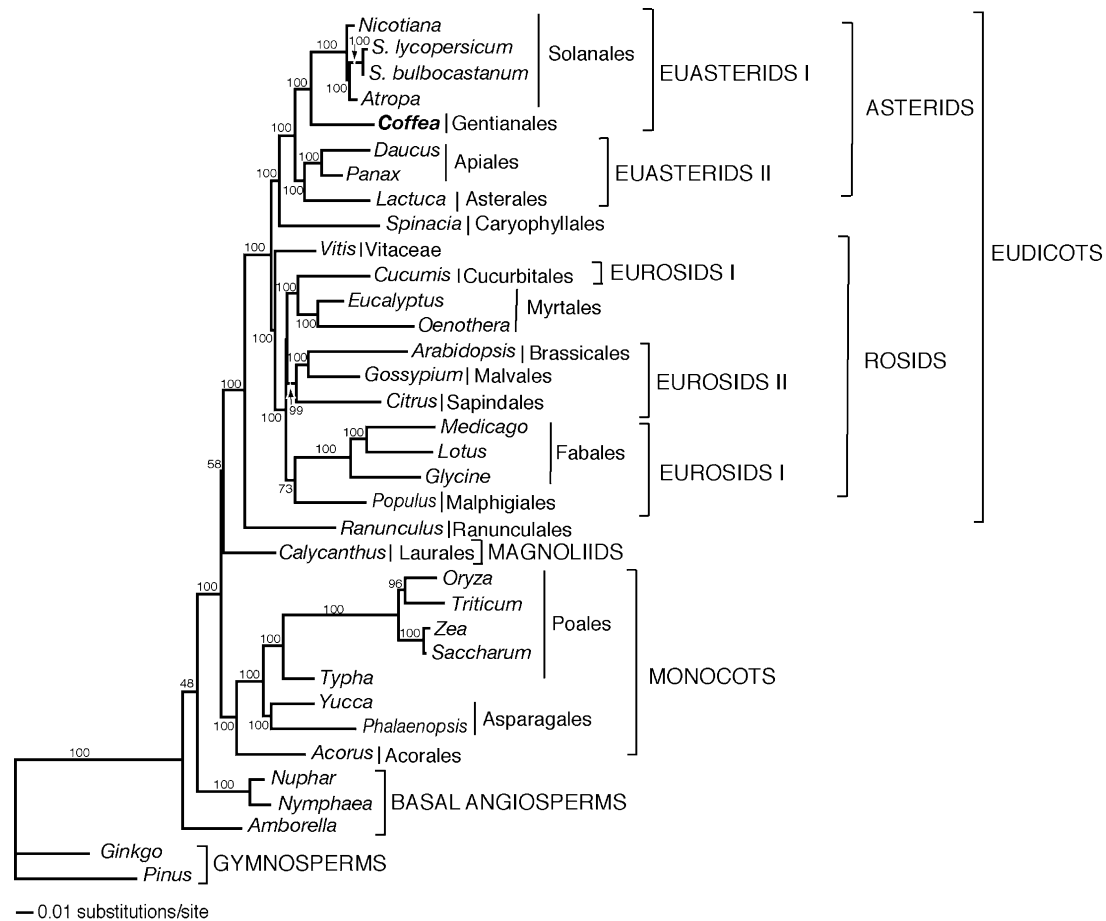 Nicotiana
100
100
S. lycopersicum
Solanales
EUASTERIDS I
S. bulbocastanum
100
100
Atropa
ASTERIDS
Coffea Gentianales
100
Daucus
100
Apiales
Panax
EUASTERIDS II
100
100
Lactuca Asterales
Spinacia Caryophyllales
100
Vitis Vitaceae
EUDICOTS
Cucumis Cucurbitales
EUROSIDS I
100
Eucalyptus
Myrtales
100
Oenothera
100
Arabidopsis Brassicales
100
ROSIDS
Gossypium Malvales
EUROSIDS II
100
Citrus Sapindales
99
100
Medicago
100
100
Lotus
Fabales
58
Glycine
EUROSIDS I
73
Populus Malphigiales
Ranunculus Ranunculales
Calycanthus Laurales
MAGNOLIIDS
Oryza
96
100
100
Triticum
Poales
Zea
100
Saccharum
100
Typha
MONOCOTS
100
48
Yucca
Asparagales
100
100
Phalaenopsis
Acorus Acorales
100
Nuphar
100
Nymphaea
BASAL ANGIOSPERMS
Amborella
Ginkgo
GYMNOSPERMS
Pinus
0.01 substitutions/site